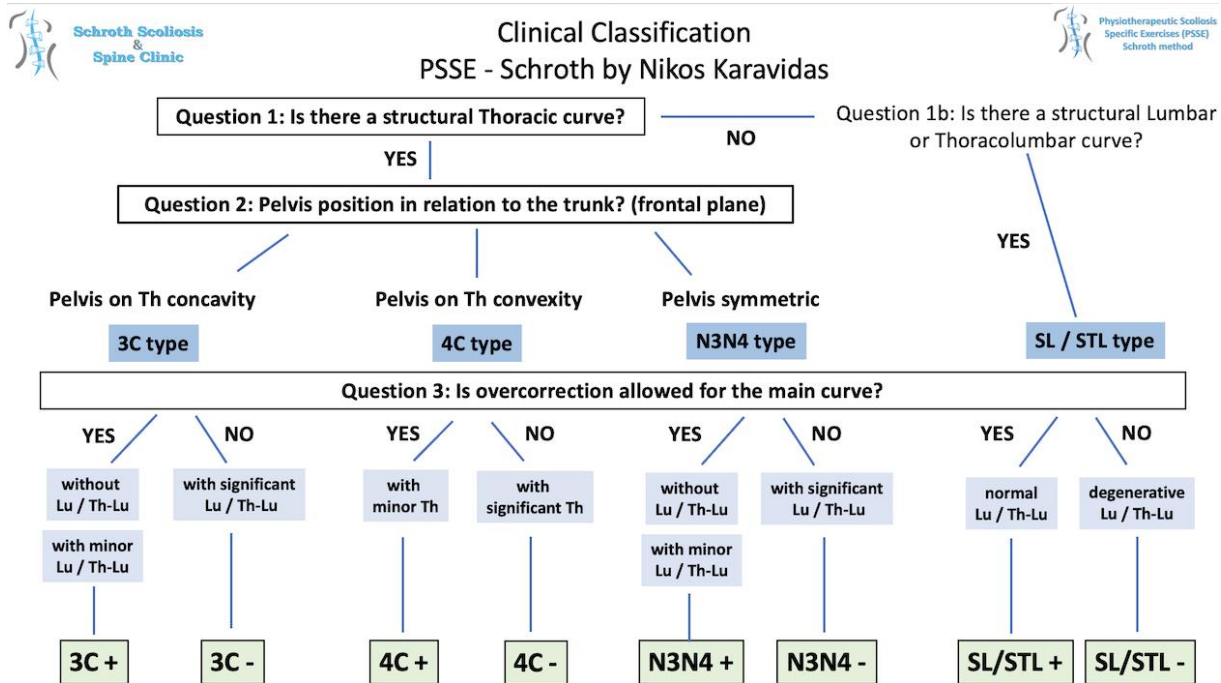 Schroth Scoliosis
&
Spine Clinic
Clinical Classification
PSSE - Schroth by Nikos Karavidas
Physiotherapeutic Scoliosis
Specific Exercises (PSSE)
Schroth method
Question 1: Is there a structural Thoracic curve?
NO
Question 1b: Is there a structural Lumbar
or Thoracolumbar curve?
YES
Question 2: Pelvis position in relation to the trunk? (frontal plane)
YES
Pelvis on Th concavity
Pelvis on Th convexity
Pelvis symmetric
3C type
4C type
N3N4 type
SL / STL type
Question 3: Is overcorrection allowed for the main curve?
YES
NO
YES
NO
YES
NO
YES
NO
without
Lu / Th-Lu
with minor
Lu / Th-Lu
with significant
Lu / Th-Lu
with
minor Th
with
significant Th
without
Lu / Th-Lu
with minor
Lu / Th-Lu
with significant
Lu / Th-Lu
normal
Lu / Th-Lu
degenerative
Lu / Th-Lu
3C +
3C -
4C +
4C -
N3N4 +
N3N4 -
SL/STL +
SL/STL -